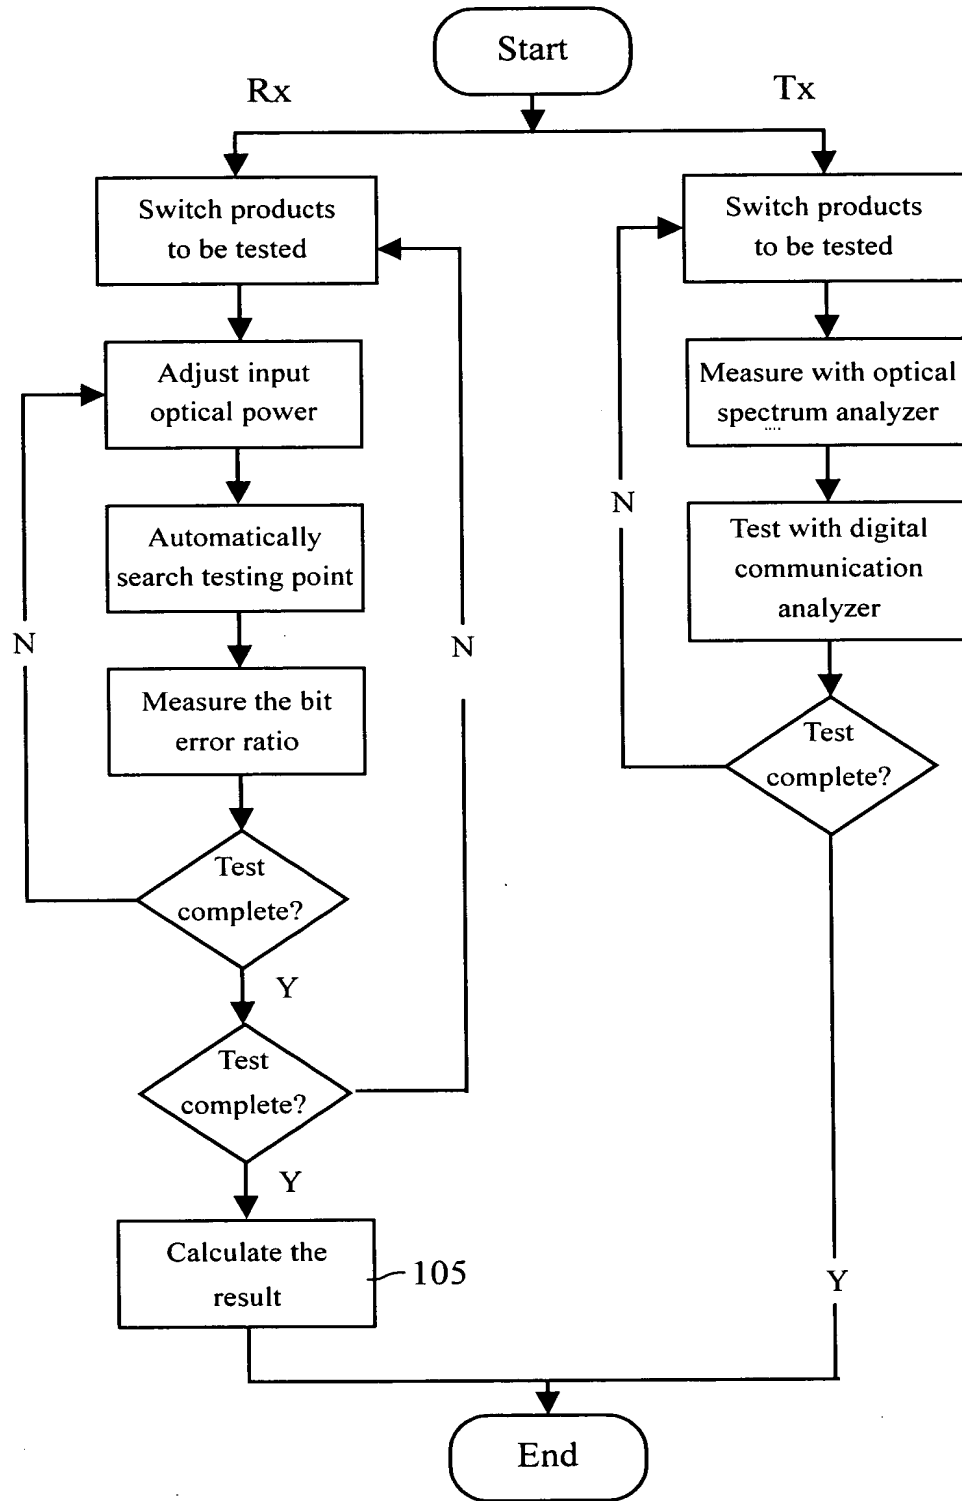 Start
Rx
Tx
Switch products
to be tested
Adjust input
optical power
Automatically
search testing point
Measure the bit
error ratio
Test
complete?
N
Y
Test
complete?
N
Y
Calculate the
result
105
Switch products
to be tested
Measure with optical
spectrum analyzer
Test with digital
communication
analyzer
Test
complete?
N
Y
End